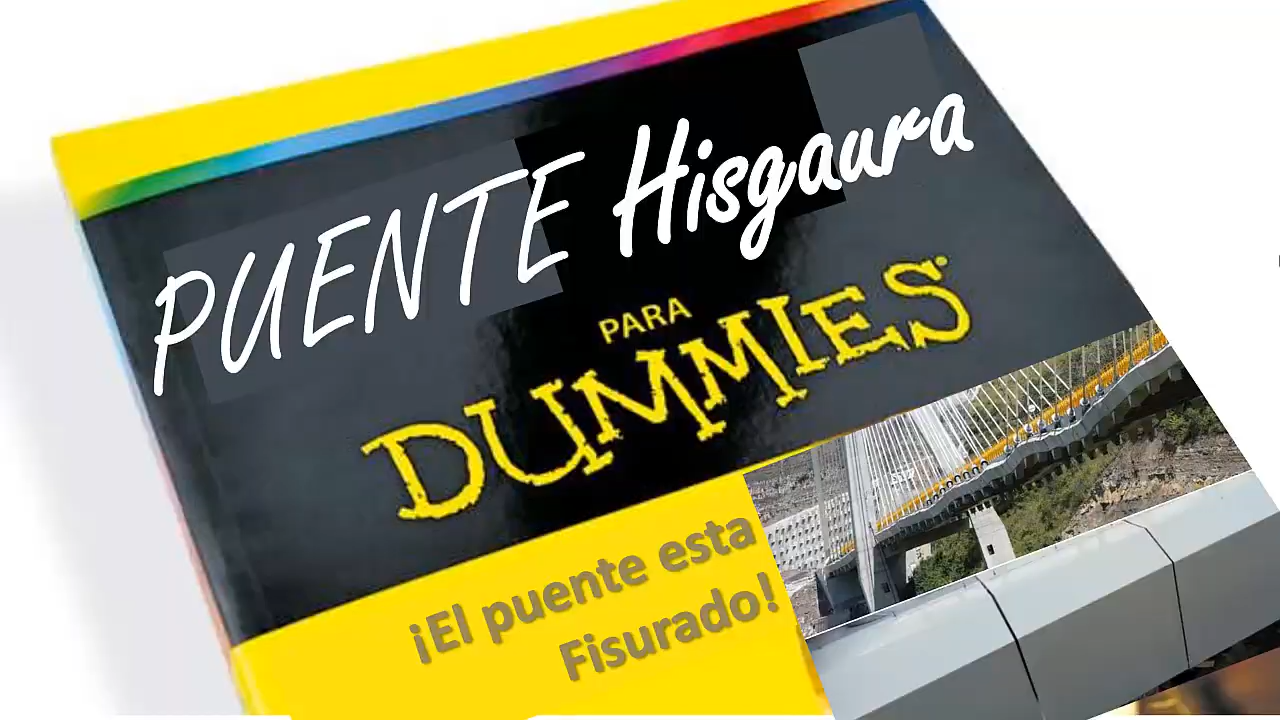 PUENTE Hisgaura
PARA
DUMMIES
¡El puente esta
Fisurado!